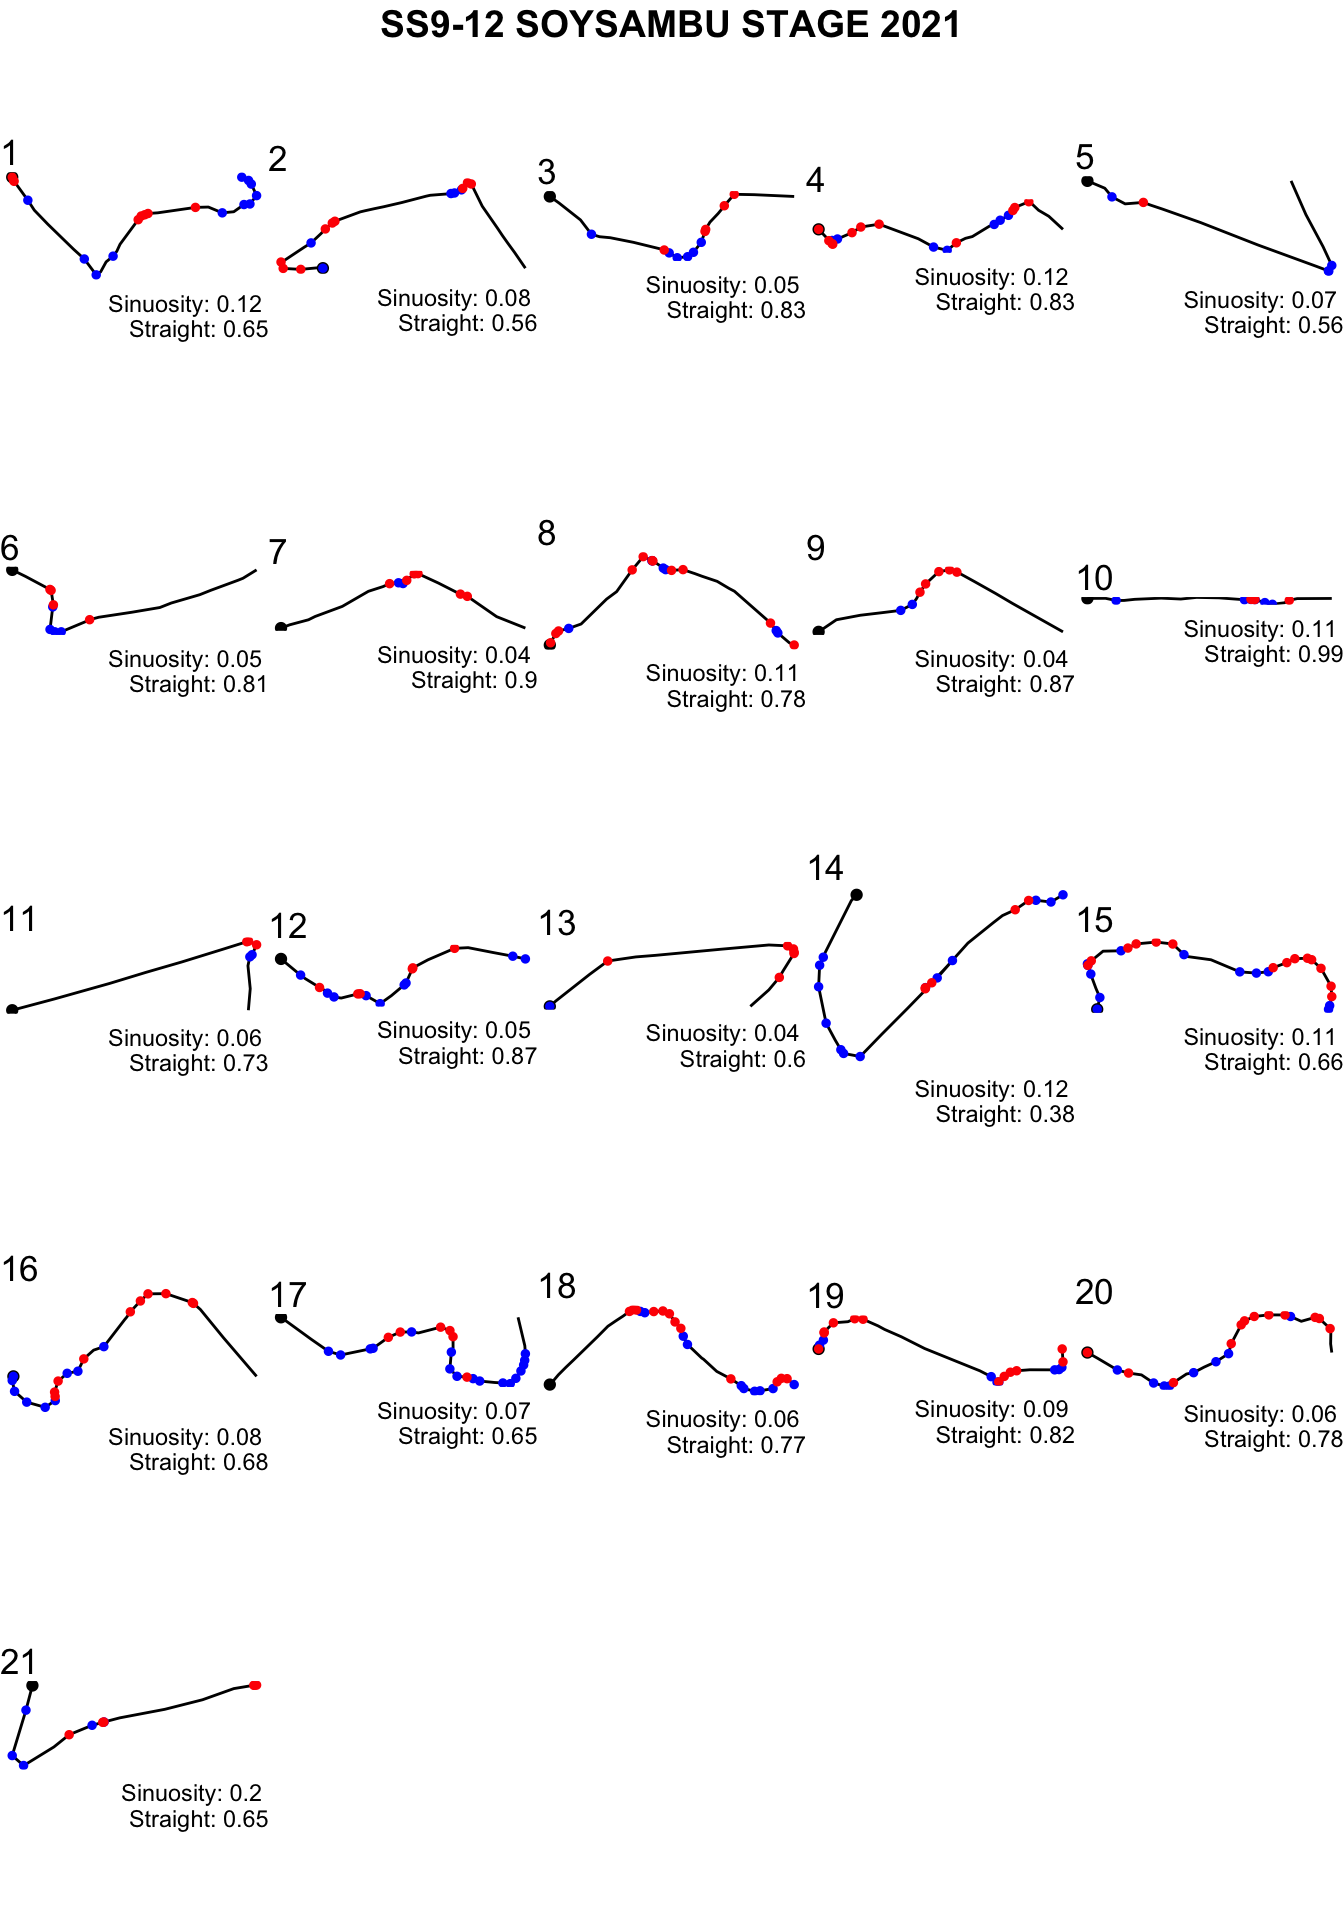 SS9-12 SOYSAMBU STAGE 2021
1
Sinuosity: 0.12
Straight: 0.65
2
Sinuosity: 0.08
Straight: 0.56
3
Sinuosity: 0.05
Straight: 0.83
4
Sinuosity: 0.12
Straight: 0.83
5
Sinuosity: 0.07
Straight: 0.56
6
Sinuosity: 0.05
Straight: 0.81
7
Sinuosity: 0.04
Straight: 0.9
8
Sinuosity: 0.11
Straight: 0.78
9
Sinuosity: 0.04
Straight: 0.87
10
Sinuosity: 0.11
Straight: 0.99
11
Sinuosity: 0.06
Straight: 0.73
12
Sinuosity: 0.05
Straight: 0.87
13
Sinuosity: 0.04
Straight: 0.6
14
Sinuosity: 0.12
Straight: 0.38
15
Sinuosity: 0.11
Straight: 0.66
16
Sinuosity: 0.08
Straight: 0.68
17
Sinuosity: 0.07
Straight: 0.65
18
Sinuosity: 0.06
Straight: 0.77
19
Sinuosity: 0.09
Straight: 0.82
20
Sinuosity: 0.06
Straight: 0.78
21
Sinuosity: 0.2
Straight: 0.65